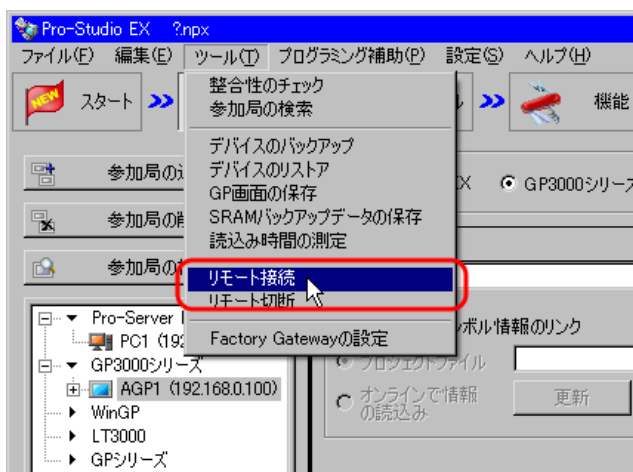 Pro-Studio EX ?.npx
ファイル(F) 編集(E) ツール(T) プログラミング補助(P) 設定(S) ヘルプ(H)
NEW スタート 機能
整合性のチェック
参加局の検索
デバイスのバックアップ
デバイスのリストア
GP画面の保存
SRAMバックアップデータの保存
読込み時間の測定
リモート接続
リモート切断
Factory Gatewayの設定
参加局の
参加局の
参加局の
GP3000シリーズ
Pro-Server
PC1 (192
GP3000シリーズ
AGP1 (192.168.0.100)
WinGP
LT3000
GPシリーズ
ンボル情報のリンク
プロジェクトファイル
オンラインで情報
の読込み
更新